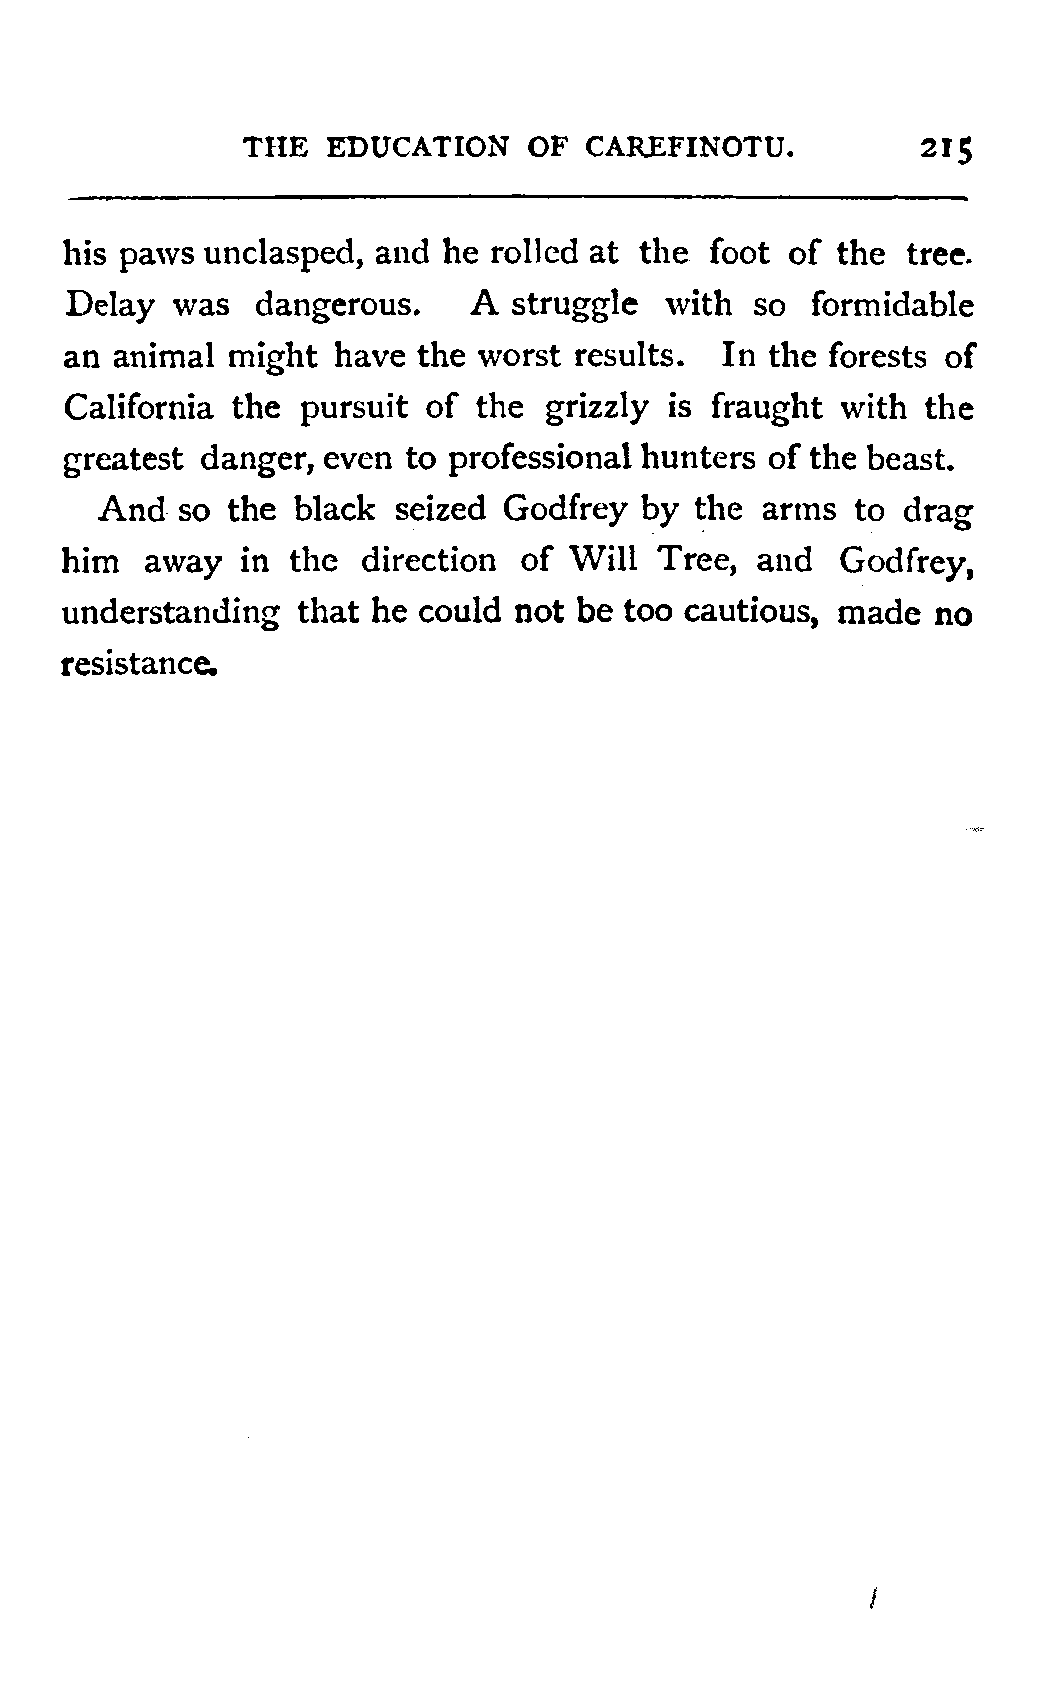 THE EDUCATION OF CAREFINOTU. 215
his paws unclasped, and he rolled at the foot of the tree.
Delay was dangerous. A struggle with so formidable
an animal might have the worst results. In the forests of
California the pursuit of the grizzly is fraught with the
greatest danger, even to professional hunters of the beast.
And so the black seized Godfrey by the arms to drag
him away in the direction of Will Tree, and Godfrey,
understanding that he could not be too cautious, made no
resistance.